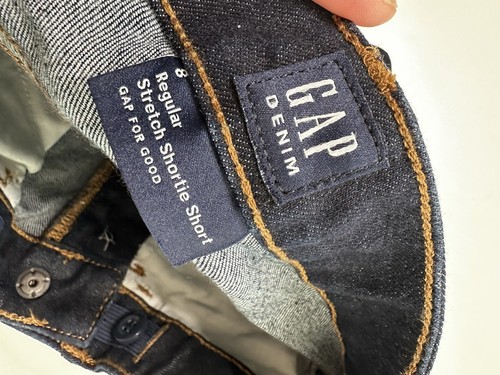 8
Regular
Stretch Shortie Short
GAP FOR GOOD
GAP
DENIM